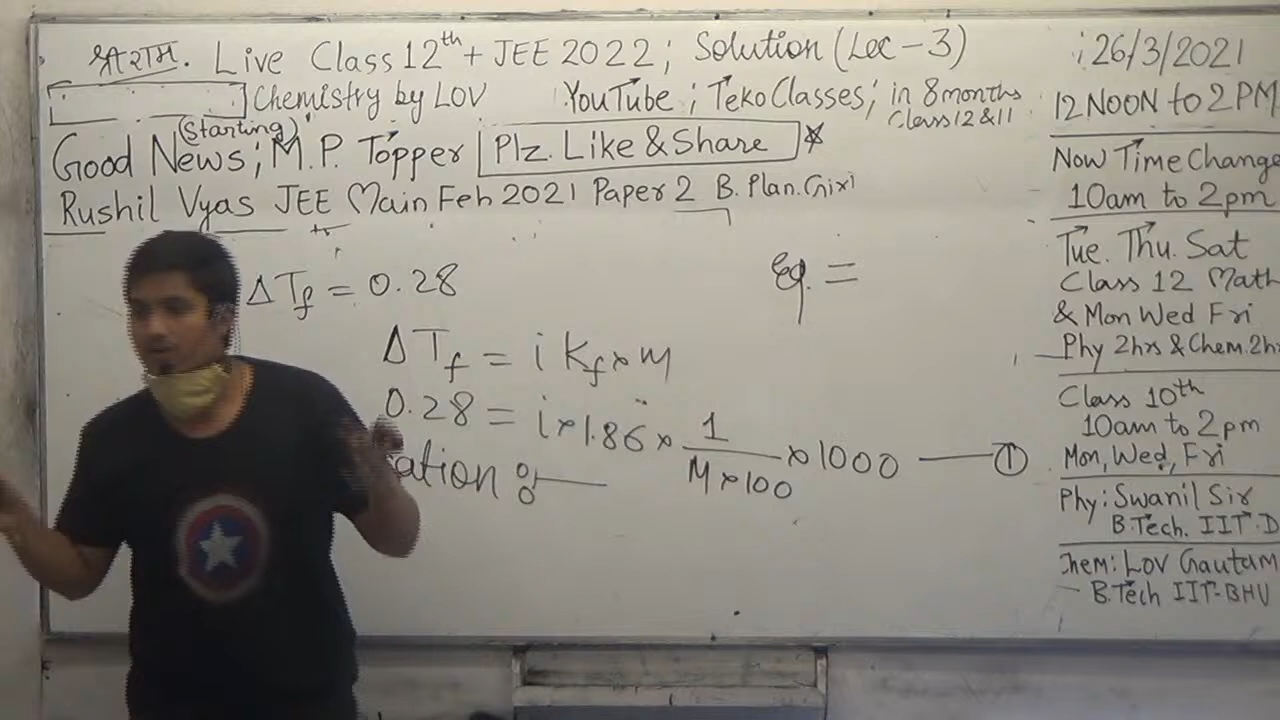 श्रीराम. Live Class 12th + JEE 2022 ; Solution (Lec - 3)
Chemistry by LOV YouTube ; TekoClasses ; in 8 months
Class 12 & 11
(Starting)
Good News ; M.P. Topper Plz. Like & Share
Rushil Vyas JEE Main Feb 2021 Paper 2 B. Plan. Girl
ΔTf = 0.28
Eq. =
ΔTf = i Kf × m
0.28 = i × 1.86 × 1/(M × 100) × 1000 —— ①
ation :—
26/3/2021
12 NOON to 2 PM
Now Time Change
10am to 2pm
Tue. Thu. Sat
Class 12 Math
& Mon Wed Fri
Phy 2hrs & Chem. 2h
Class 10th
10am to 2pm
Mon, Wed, Fri
Phy : Swanil Sir
B.Tech. IIT-D
Chem : Lov Gautam
B.Tech IIT-BHU